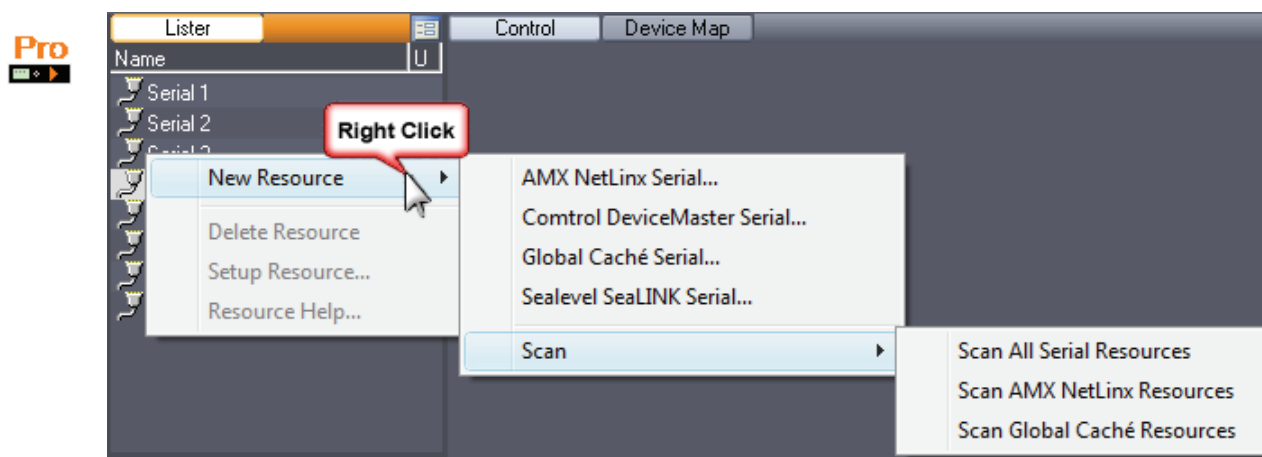 Pro
Lister
Control
Device Map
Name
U
Serial 1
Serial 2
Right Click
New Resource
Delete Resource
Setup Resource...
Resource Help...
AMX NetLinx Serial...
Comtrol DeviceMaster Serial...
Global Caché Serial...
Sealevel SeaLINK Serial...
Scan
Scan All Serial Resources
Scan AMX NetLinx Resources
Scan Global Caché Resources